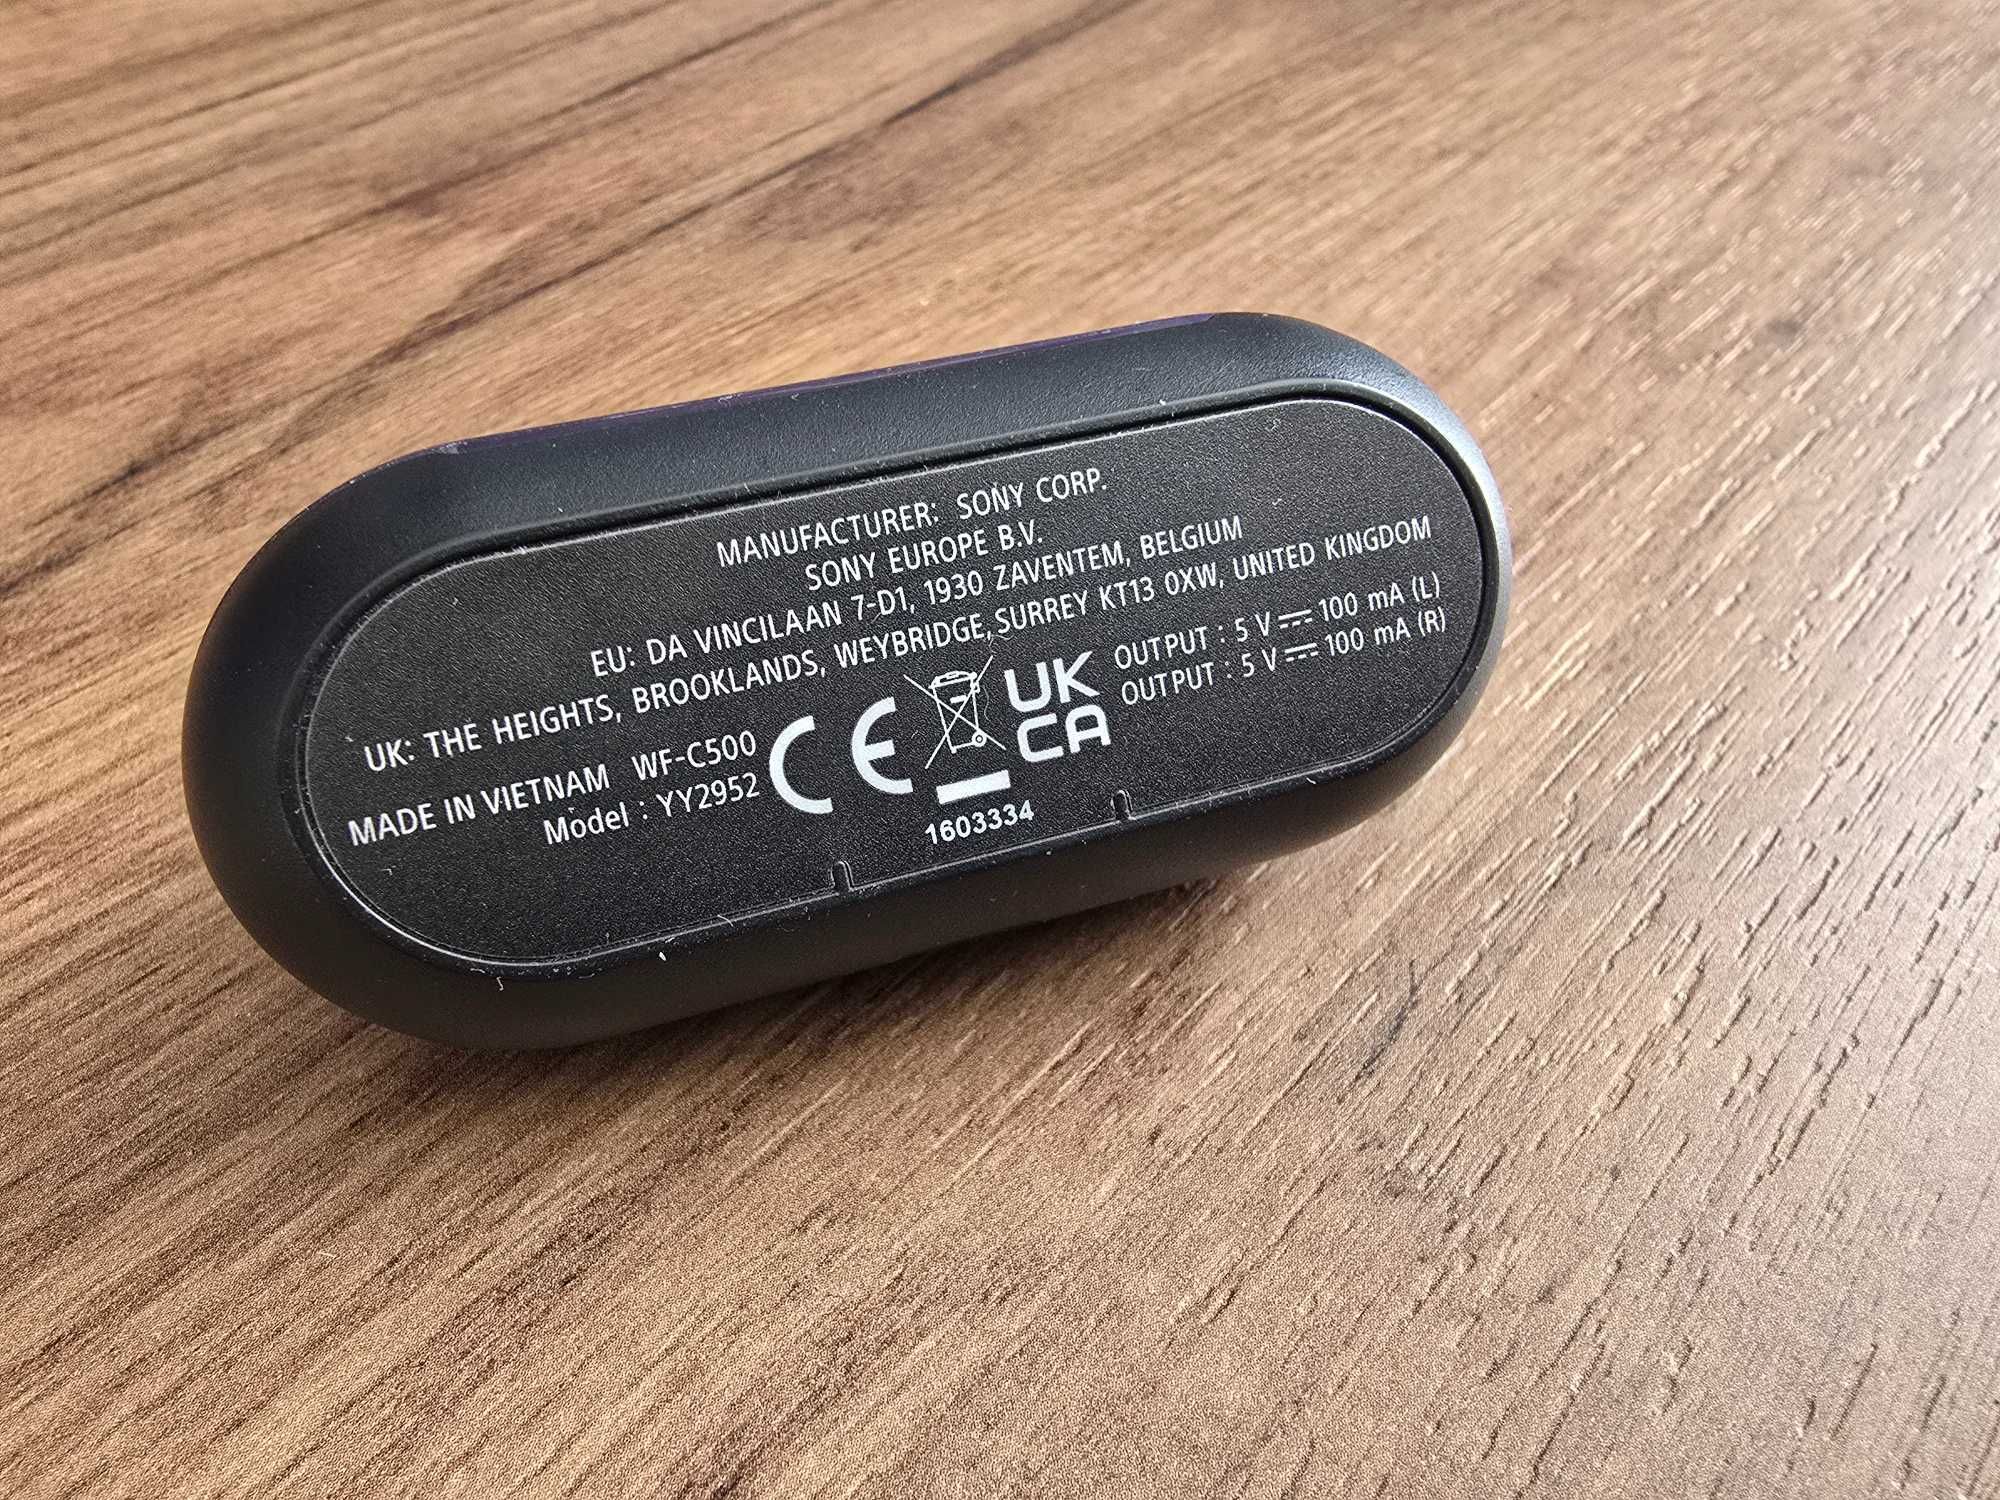 MANUFACTURER: SONY CORP.
SONY EUROPE B.V.
EU: DA VINCILAAN 7-D1, 1930 ZAVENTEM, BELGIUM
UK: THE HEIGHTS, BROOKLANDS, WEYBRIDGE, SURREY KT13 0XW, UNITED KINGDOM
MADE IN VIETNAM WF-C500
Model : YY2952
CE
UK
CA
OUTPUT : 5 V ⎓ 100 mA (L)
OUTPUT : 5 V ⎓ 100 mA (R)
1603334